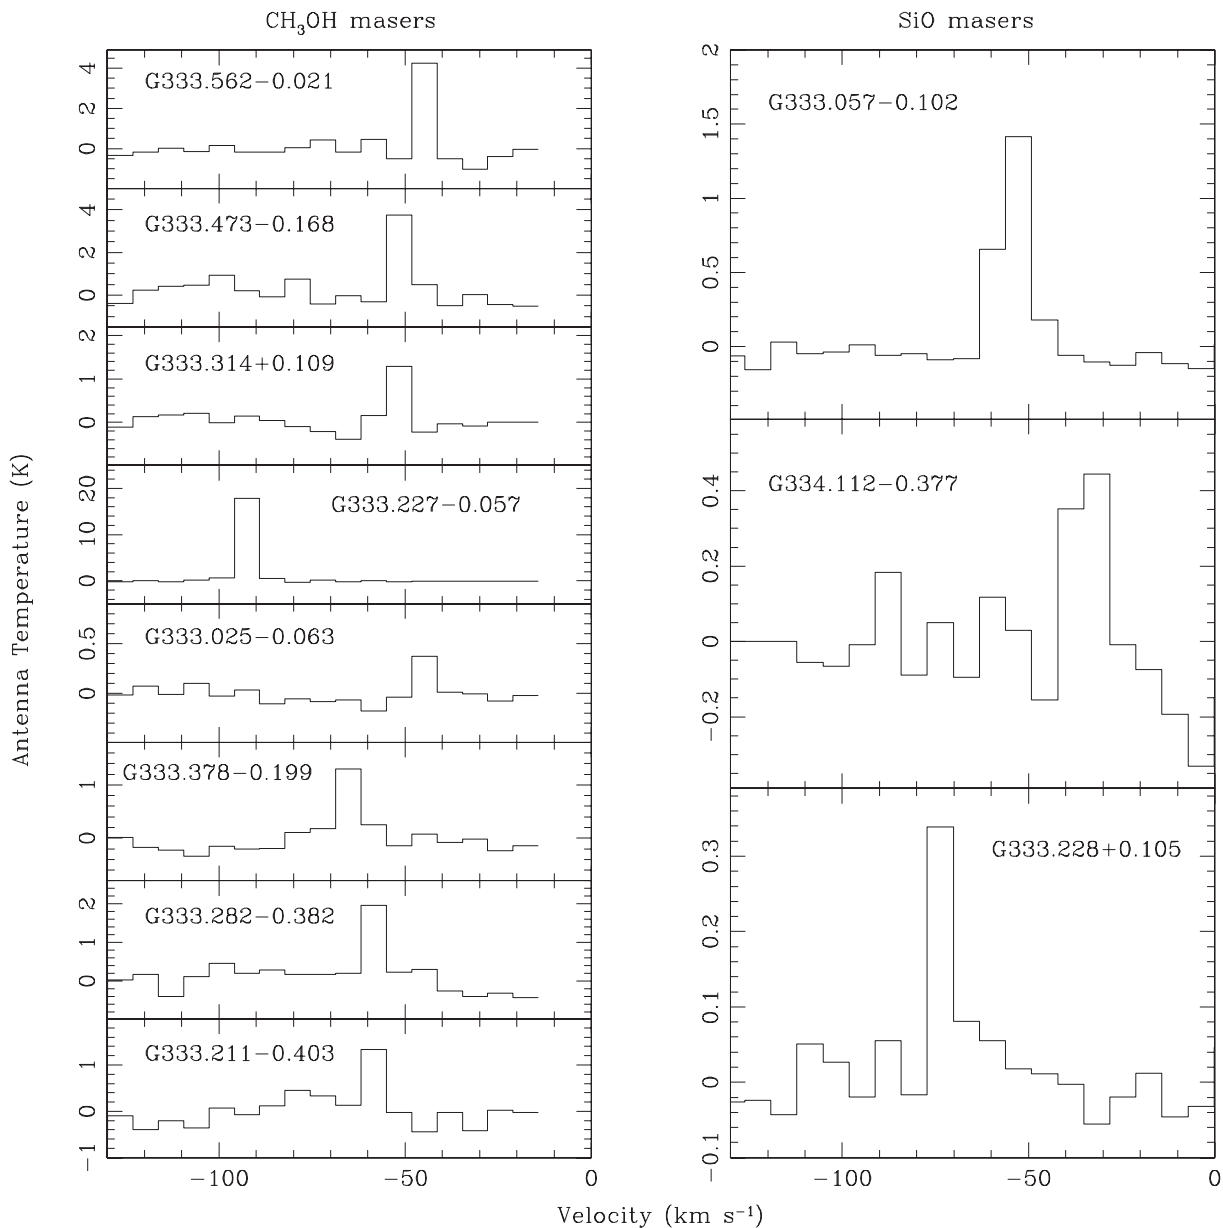 CH₃OH masers
SiO masers
Antenna Temperature (K)
G333.562−0.021
4
2
0
G333.473−0.168
4
2
0
G333.314+0.109
2
1
0
G333.227−0.057
20
10
0
G333.025−0.063
0.5
0
G333.378−0.199
1
0
G333.282−0.382
2
1
0
G333.211−0.403
1
0
−1
−100 −50 0
G333.057−0.102
2
1.5
1
0.5
0
G334.112−0.377
0.4
0.2
0
−0.2
G333.228+0.105
0.3
0.2
0.1
0
−0.1
−100 −50 0
Velocity (km s⁻¹)